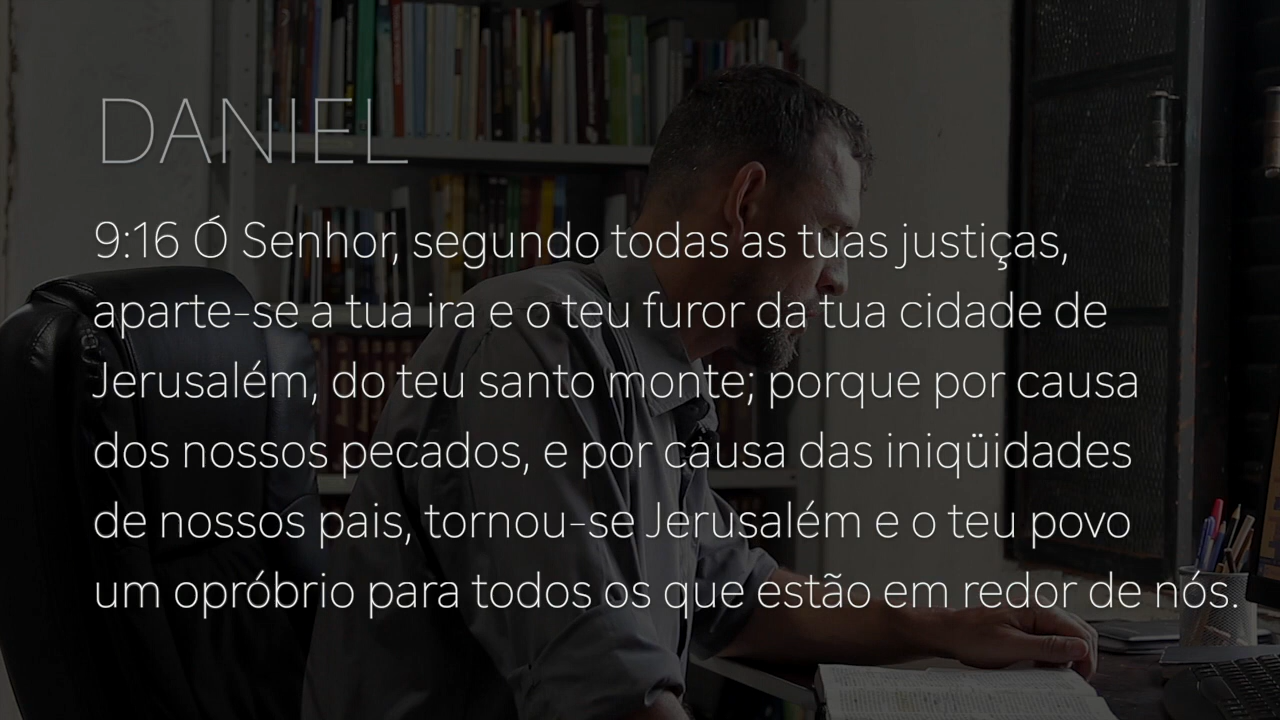 DANIEL
9:16 Ó Senhor, segundo todas as tuas justiças,
aparte-se a tua ira e o teu furor da tua cidade de
Jerusalém, do teu santo monte; porque por causa
dos nossos pecados, e por causa das iniqüidades
de nossos pais, tornou-se Jerusalém e o teu povo
um opróbrio para todos os que estão em redor de nós.